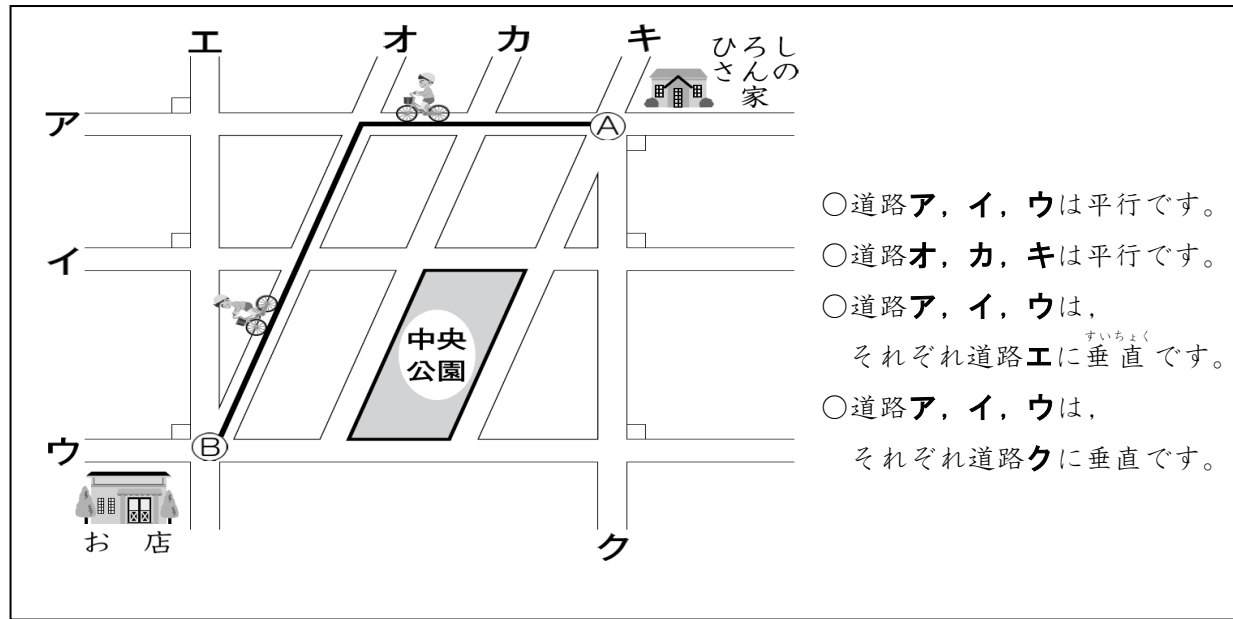 エ オ カ キ
ひろし
さんの
家
ア
A
イ
中央
公園
ウ
B
お 店
ク
○道路ア，イ，ウは平行です。
○道路オ，カ，キは平行です。
○道路ア，イ，ウは，
それぞれ道路エに垂直です。
すいちょく
○道路ア，イ，ウは，
それぞれ道路クに垂直です。